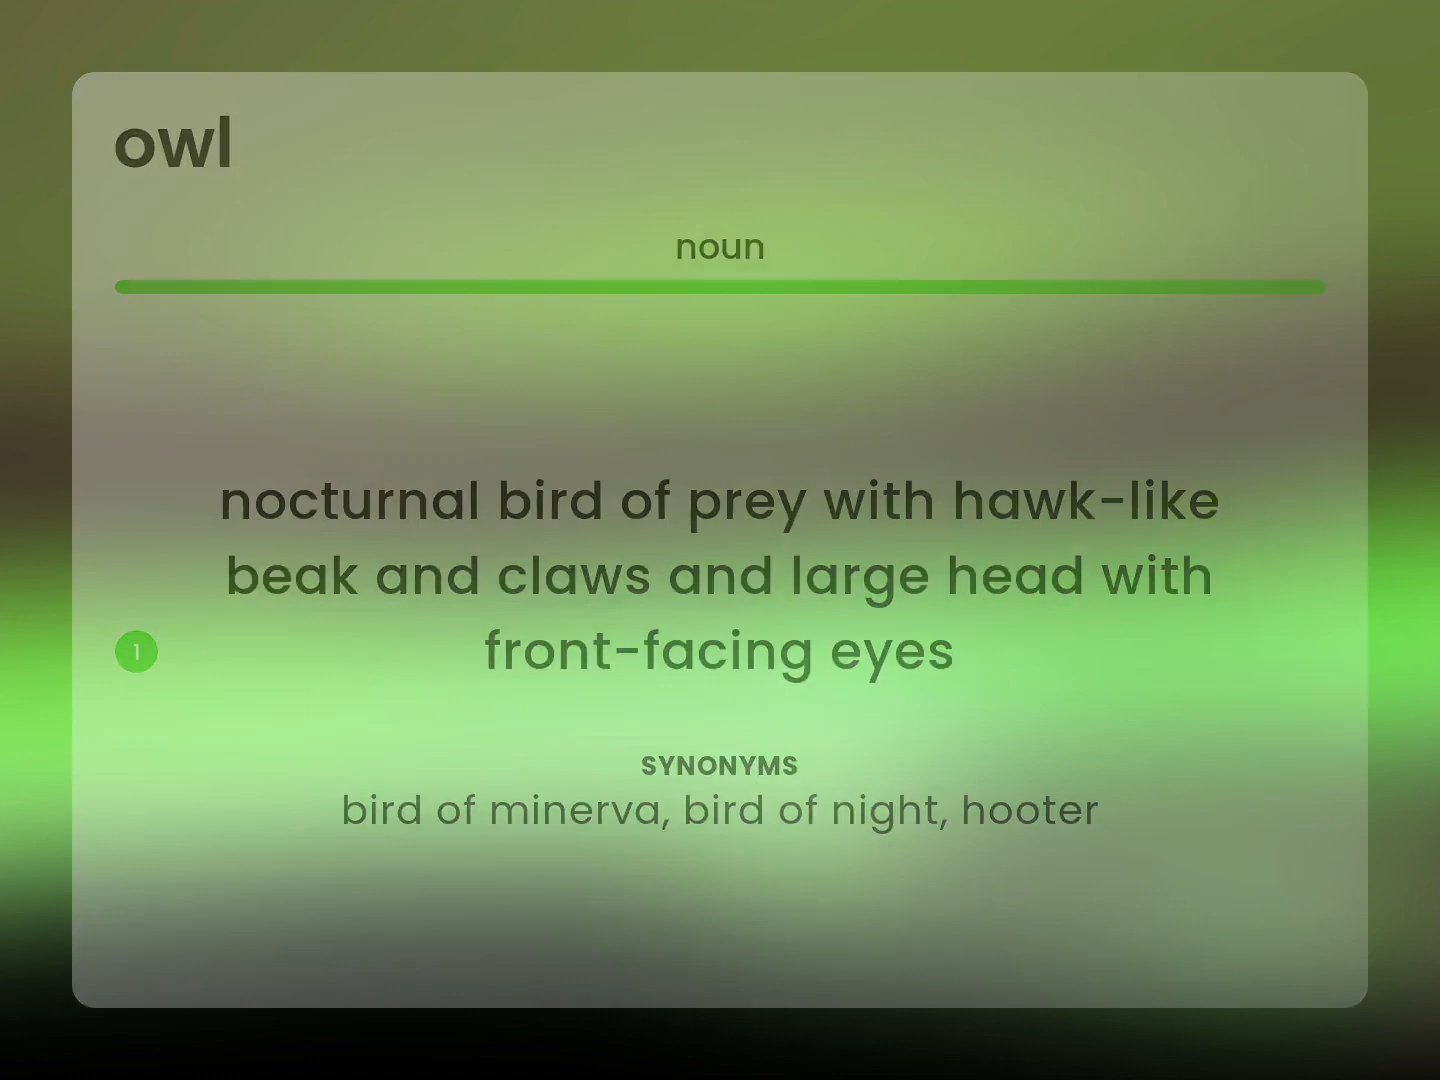 owl
noun
nocturnal bird of prey with hawk-like
beak and claws and large head with
1
front-facing eyes
SYNONYMS
bird of minerva, bird of night, hooter